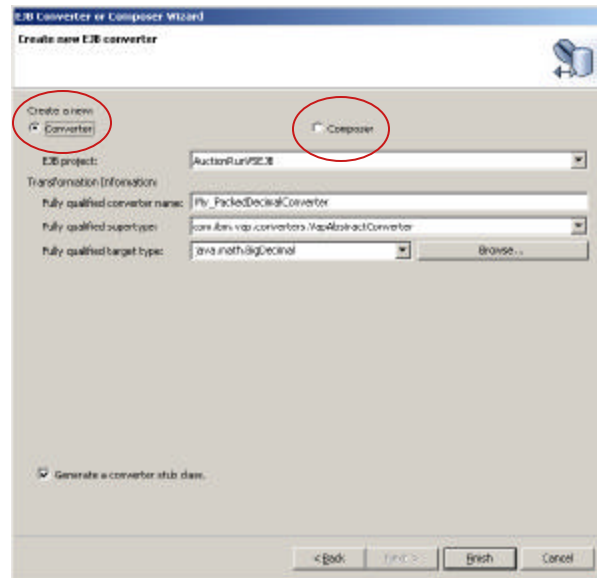 EJB Converter or Composer Wizard
Create new EJB converter
Create a new:
Converter
Composer
EJB project:
AuctionRunV5EJB
Transformation Information
Fully qualified converter name:
My_PackedDecimalConverter
Fully qualified supertype:
com.ibm.vap.converters.VapAbstractConverter
Fully qualified target type:
java.math.BigDecimal
Browse...
Generate a converter stub class.
< Back
Next >
Finish
Cancel